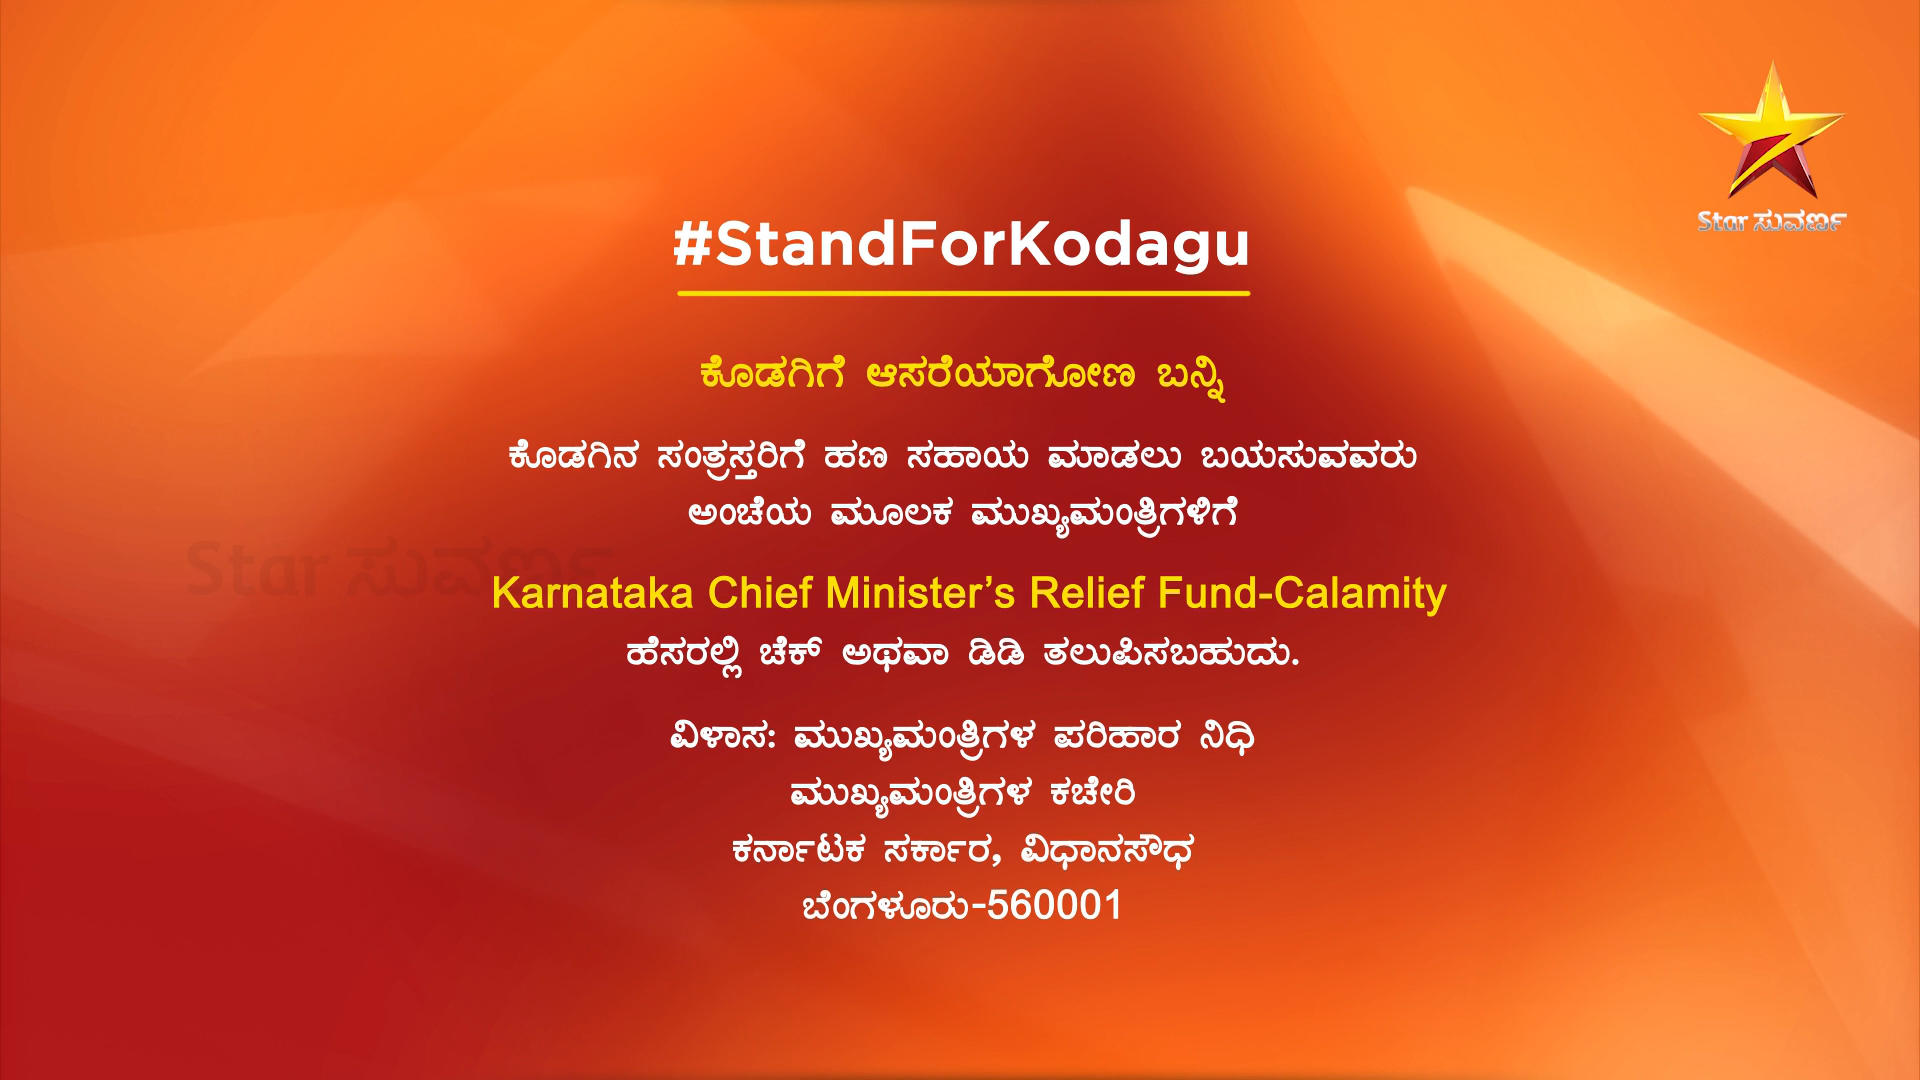 Star ಸುವರ್ಣ
#StandForKodagu
ಕೊಡಗಿಗೆ ಆಸರೆಯಾಗೋಣ ಬನ್ನಿ
ಕೊಡಗಿನ ಸಂತ್ರಸ್ತರಿಗೆ ಹಣ ಸಹಾಯ ಮಾಡಲು ಬಯಸುವವರು
ಅಂಚೆಯ ಮೂಲಕ ಮುಖ್ಯಮಂತ್ರಿಗಳಿಗೆ
Star ಸುವರ್ಣ
Karnataka Chief Minister’s Relief Fund-Calamity
ಹೆಸರಲ್ಲಿ ಚೆಕ್ ಅಥವಾ ಡಿಡಿ ತಲುಪಿಸಬಹುದು.
ವಿಳಾಸ: ಮುಖ್ಯಮಂತ್ರಿಗಳ ಪರಿಹಾರ ನಿಧಿ
ಮುಖ್ಯಮಂತ್ರಿಗಳ ಕಚೇರಿ
ಕರ್ನಾಟಕ ಸರ್ಕಾರ, ವಿಧಾನಸೌಧ
ಬೆಂಗಳೂರು-560001